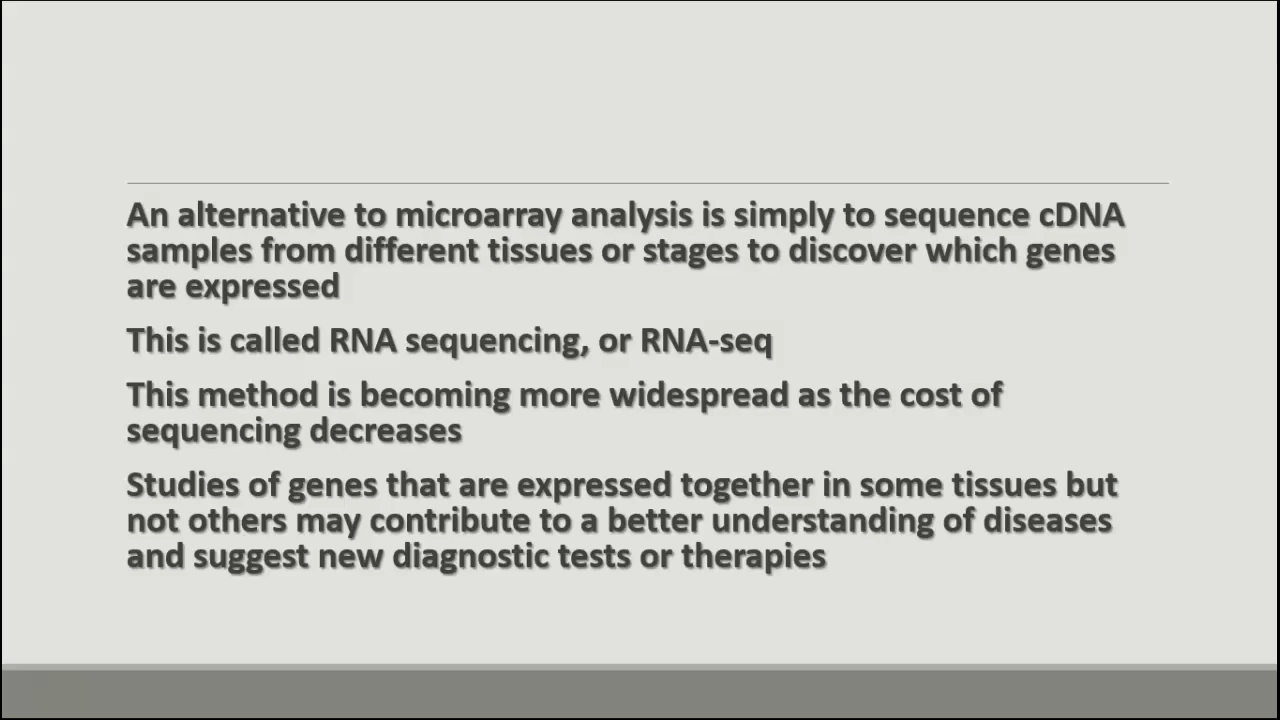 An alternative to microarray analysis is simply to sequence cDNA
samples from different tissues or stages to discover which genes
are expressed
This is called RNA sequencing, or RNA-seq
This method is becoming more widespread as the cost of
sequencing decreases
Studies of genes that are expressed together in some tissues but
not others may contribute to a better understanding of diseases
and suggest new diagnostic tests or therapies